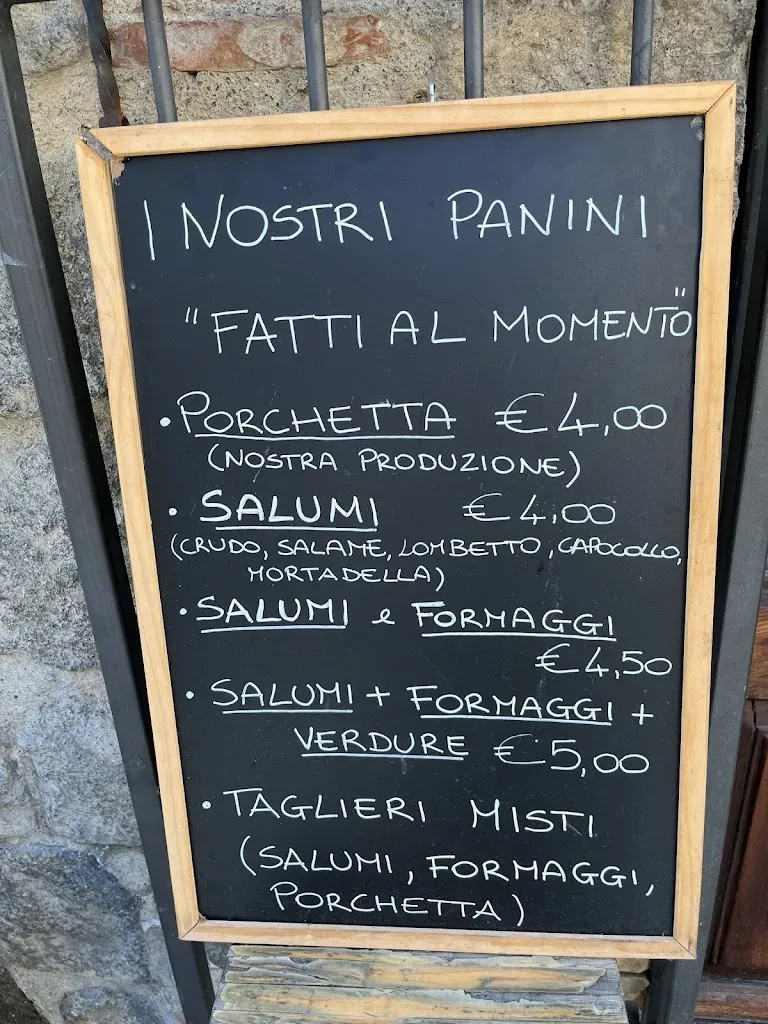 I NOSTRI PANINI
"FATTI AL MOMENTO"
• PORCHETTA € 4,00
(NOSTRA PRODUZIONE)
• SALUMI € 4,00
(CRUDO, SALAME, LOMBETTO, CAPOCOLLO,
MORTADELLA)
• SALUMI e FORMAGGI
€ 4,50
• SALUMI + FORMAGGI +
VERDURE € 5,00
• TAGLIERI MISTI
(SALUMI, FORMAGGI,
PORCHETTA)